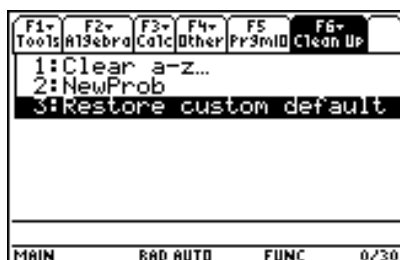 F1▾ F2▾ F3▾ F4▾ F5 F6▾
Tools Algebra Calc Other PrgmIO Clean Up
1:Clear a-z…
2:NewProb
3:Restore custom default
MAIN RAD AUTO FUNC 0/30